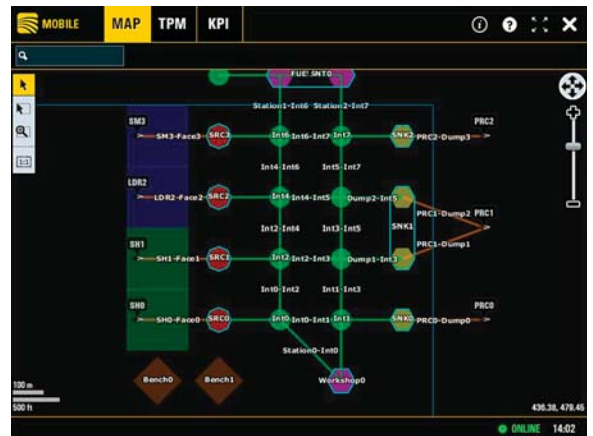 MOBILE MAP TPM KPI
FUEL SNT0
Station1-Int6 Station2-Int7
SM3 PRC2
SM3-Face3 SRC3 Int6 Int6-Int7 Int7 SNK2 PRC2-Dump3
Int4-Int6 Int5-Int7
LDR2
LDR2-Face2 SRC2 Int4 Int4-Int5 Dump2-Int5 PRC1-Dump2 PRC1
Int2-Int4 Int3-Int5 SNK1
SH1 PRC1-Dump1
SH1-Face1 SRC1 Int2 Int2-Int3 Dump1-Int3
Int0-Int2 Int1-Int3
SH0 PRC0
SH0-Face0 SRC0 Int0 Int0-Int1 Int1 SNK0 PRC0-Dump0
Station0-Int0
Bench0 Bench1 Workshop0
1:1
100 m
500 ft
436.38, 479.45
ONLINE 14:02